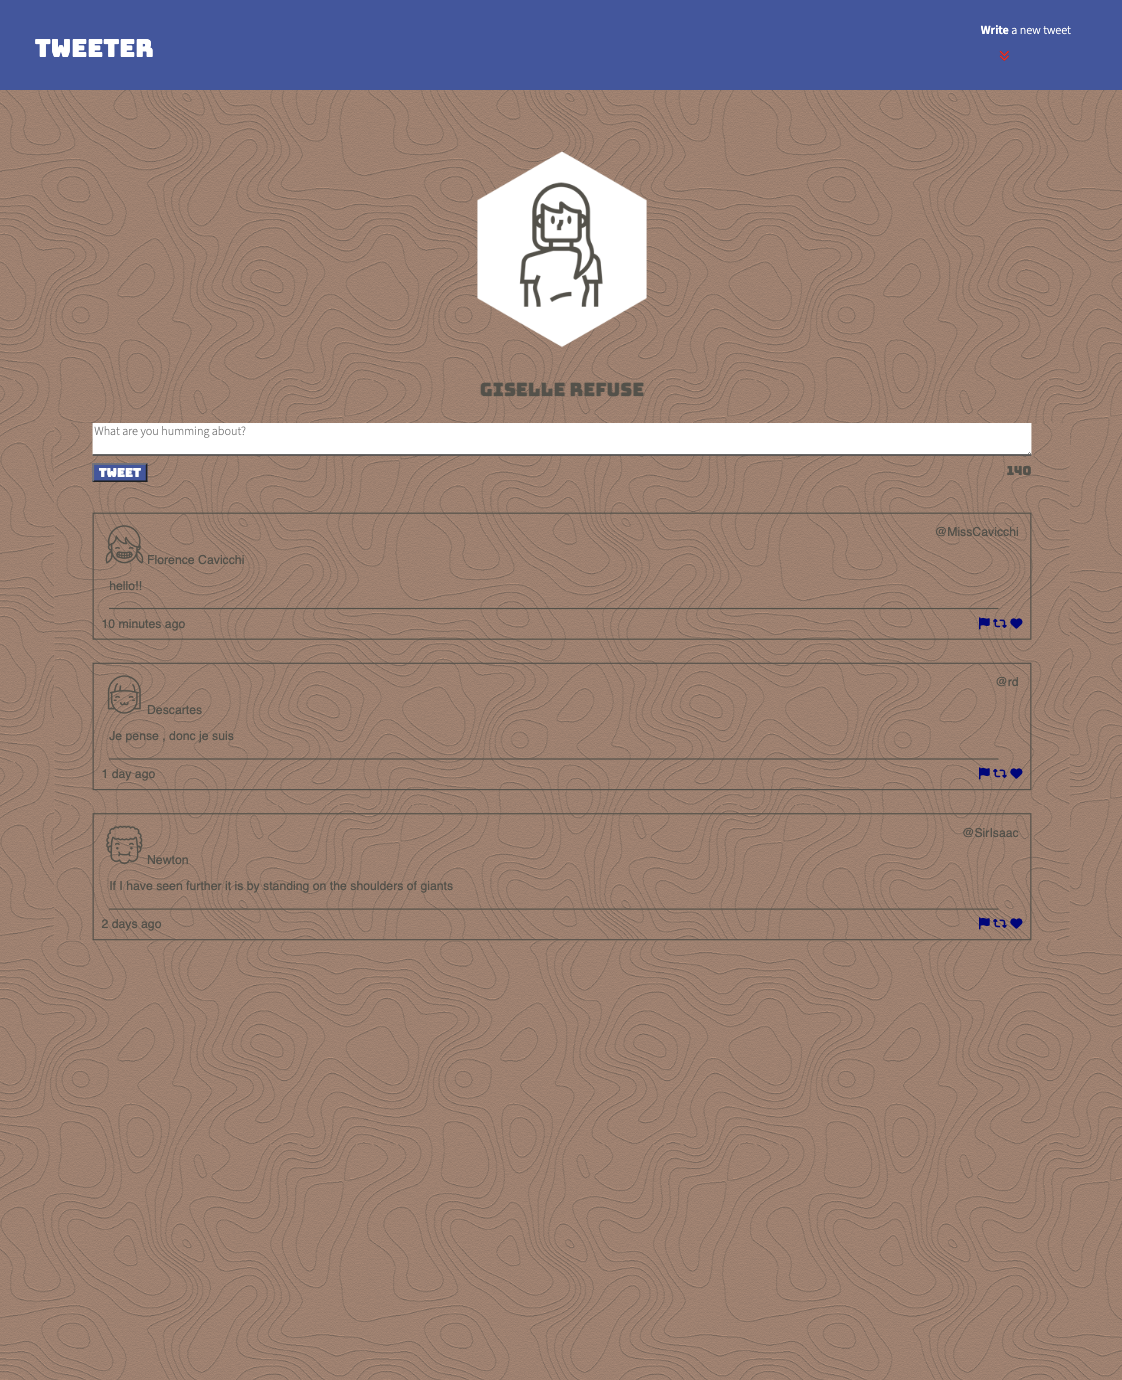 TWEETER
Write a new tweet
GISELLE REFUSE
What are you humming about?
TWEET
140
@MissCavicchi
Florence Cavicchi
hello!!
10 minutes ago
@rd
Descartes
Je pense , donc je suis
1 day ago
@SirIsaac
Newton
If I have seen further it is by standing on the shoulders of giants
2 days ago